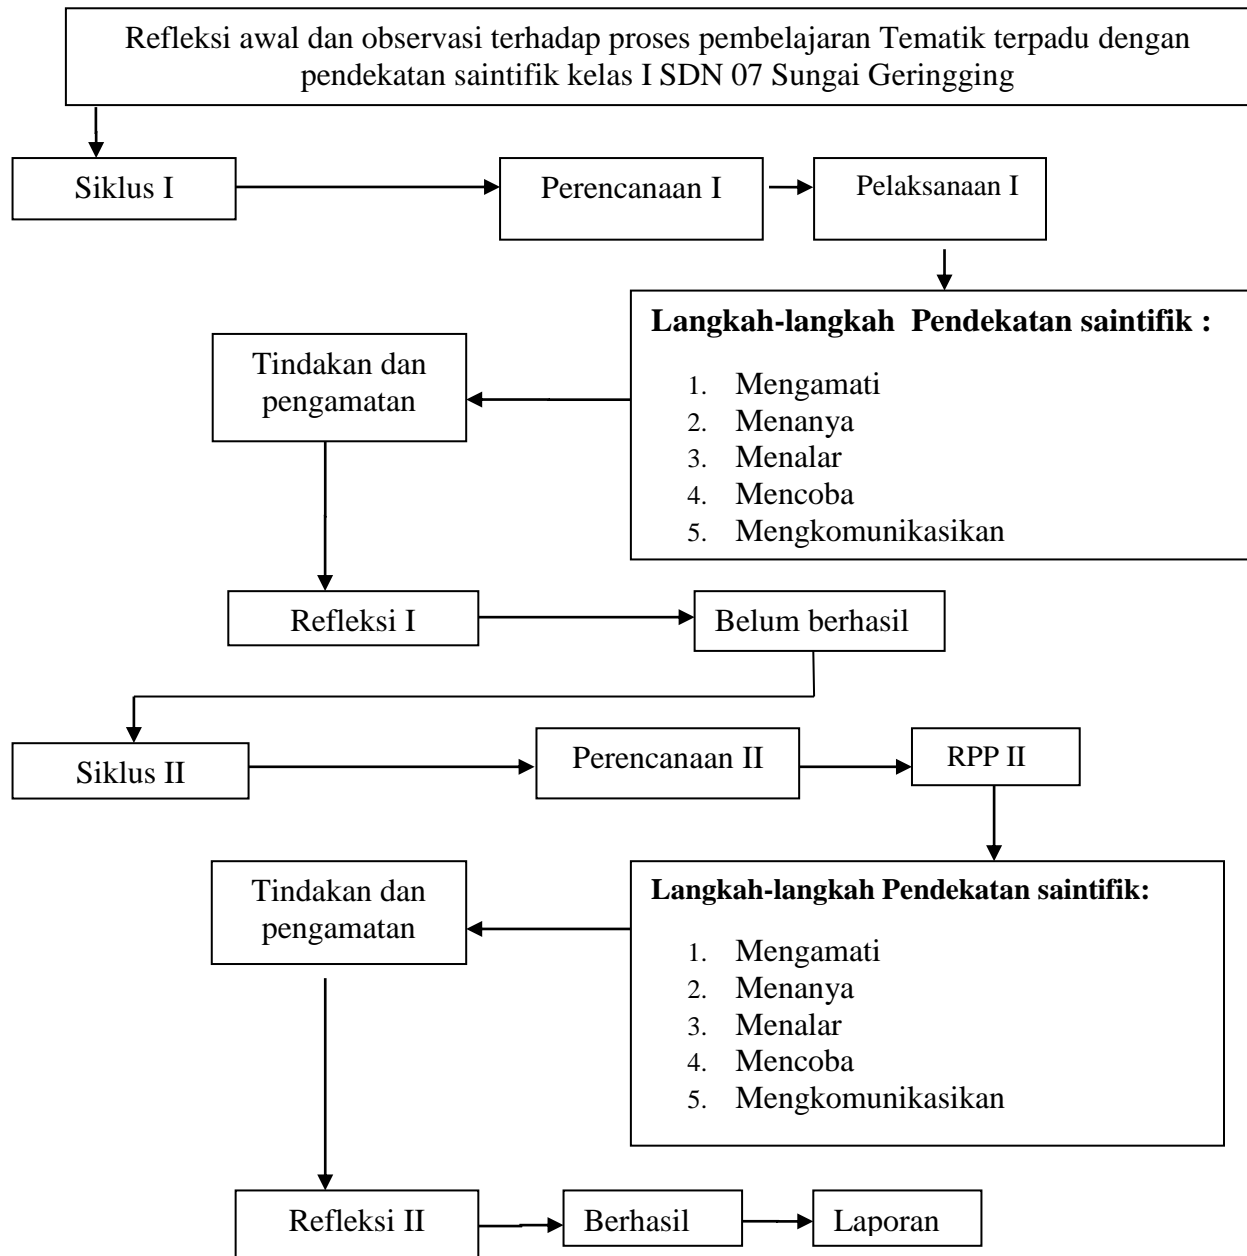 Refleksi awal dan observasi terhadap proses pembelajaran Tematik terpadu dengan
pendekatan saintifik kelas I SDN 07 Sungai Geringging
Siklus I
Perencanaan I
Pelaksanaan I
Langkah-langkah Pendekatan saintifik :
1. Mengamati
2. Menanya
3. Menalar
4. Mencoba
5. Mengkomunikasikan
Tindakan dan
pengamatan
Refleksi I
Belum berhasil
Siklus II
Perencanaan II
RPP II
Langkah-langkah Pendekatan saintifik:
1. Mengamati
2. Menanya
3. Menalar
4. Mencoba
5. Mengkomunikasikan
Tindakan dan
pengamatan
Refleksi II
Berhasil
Laporan